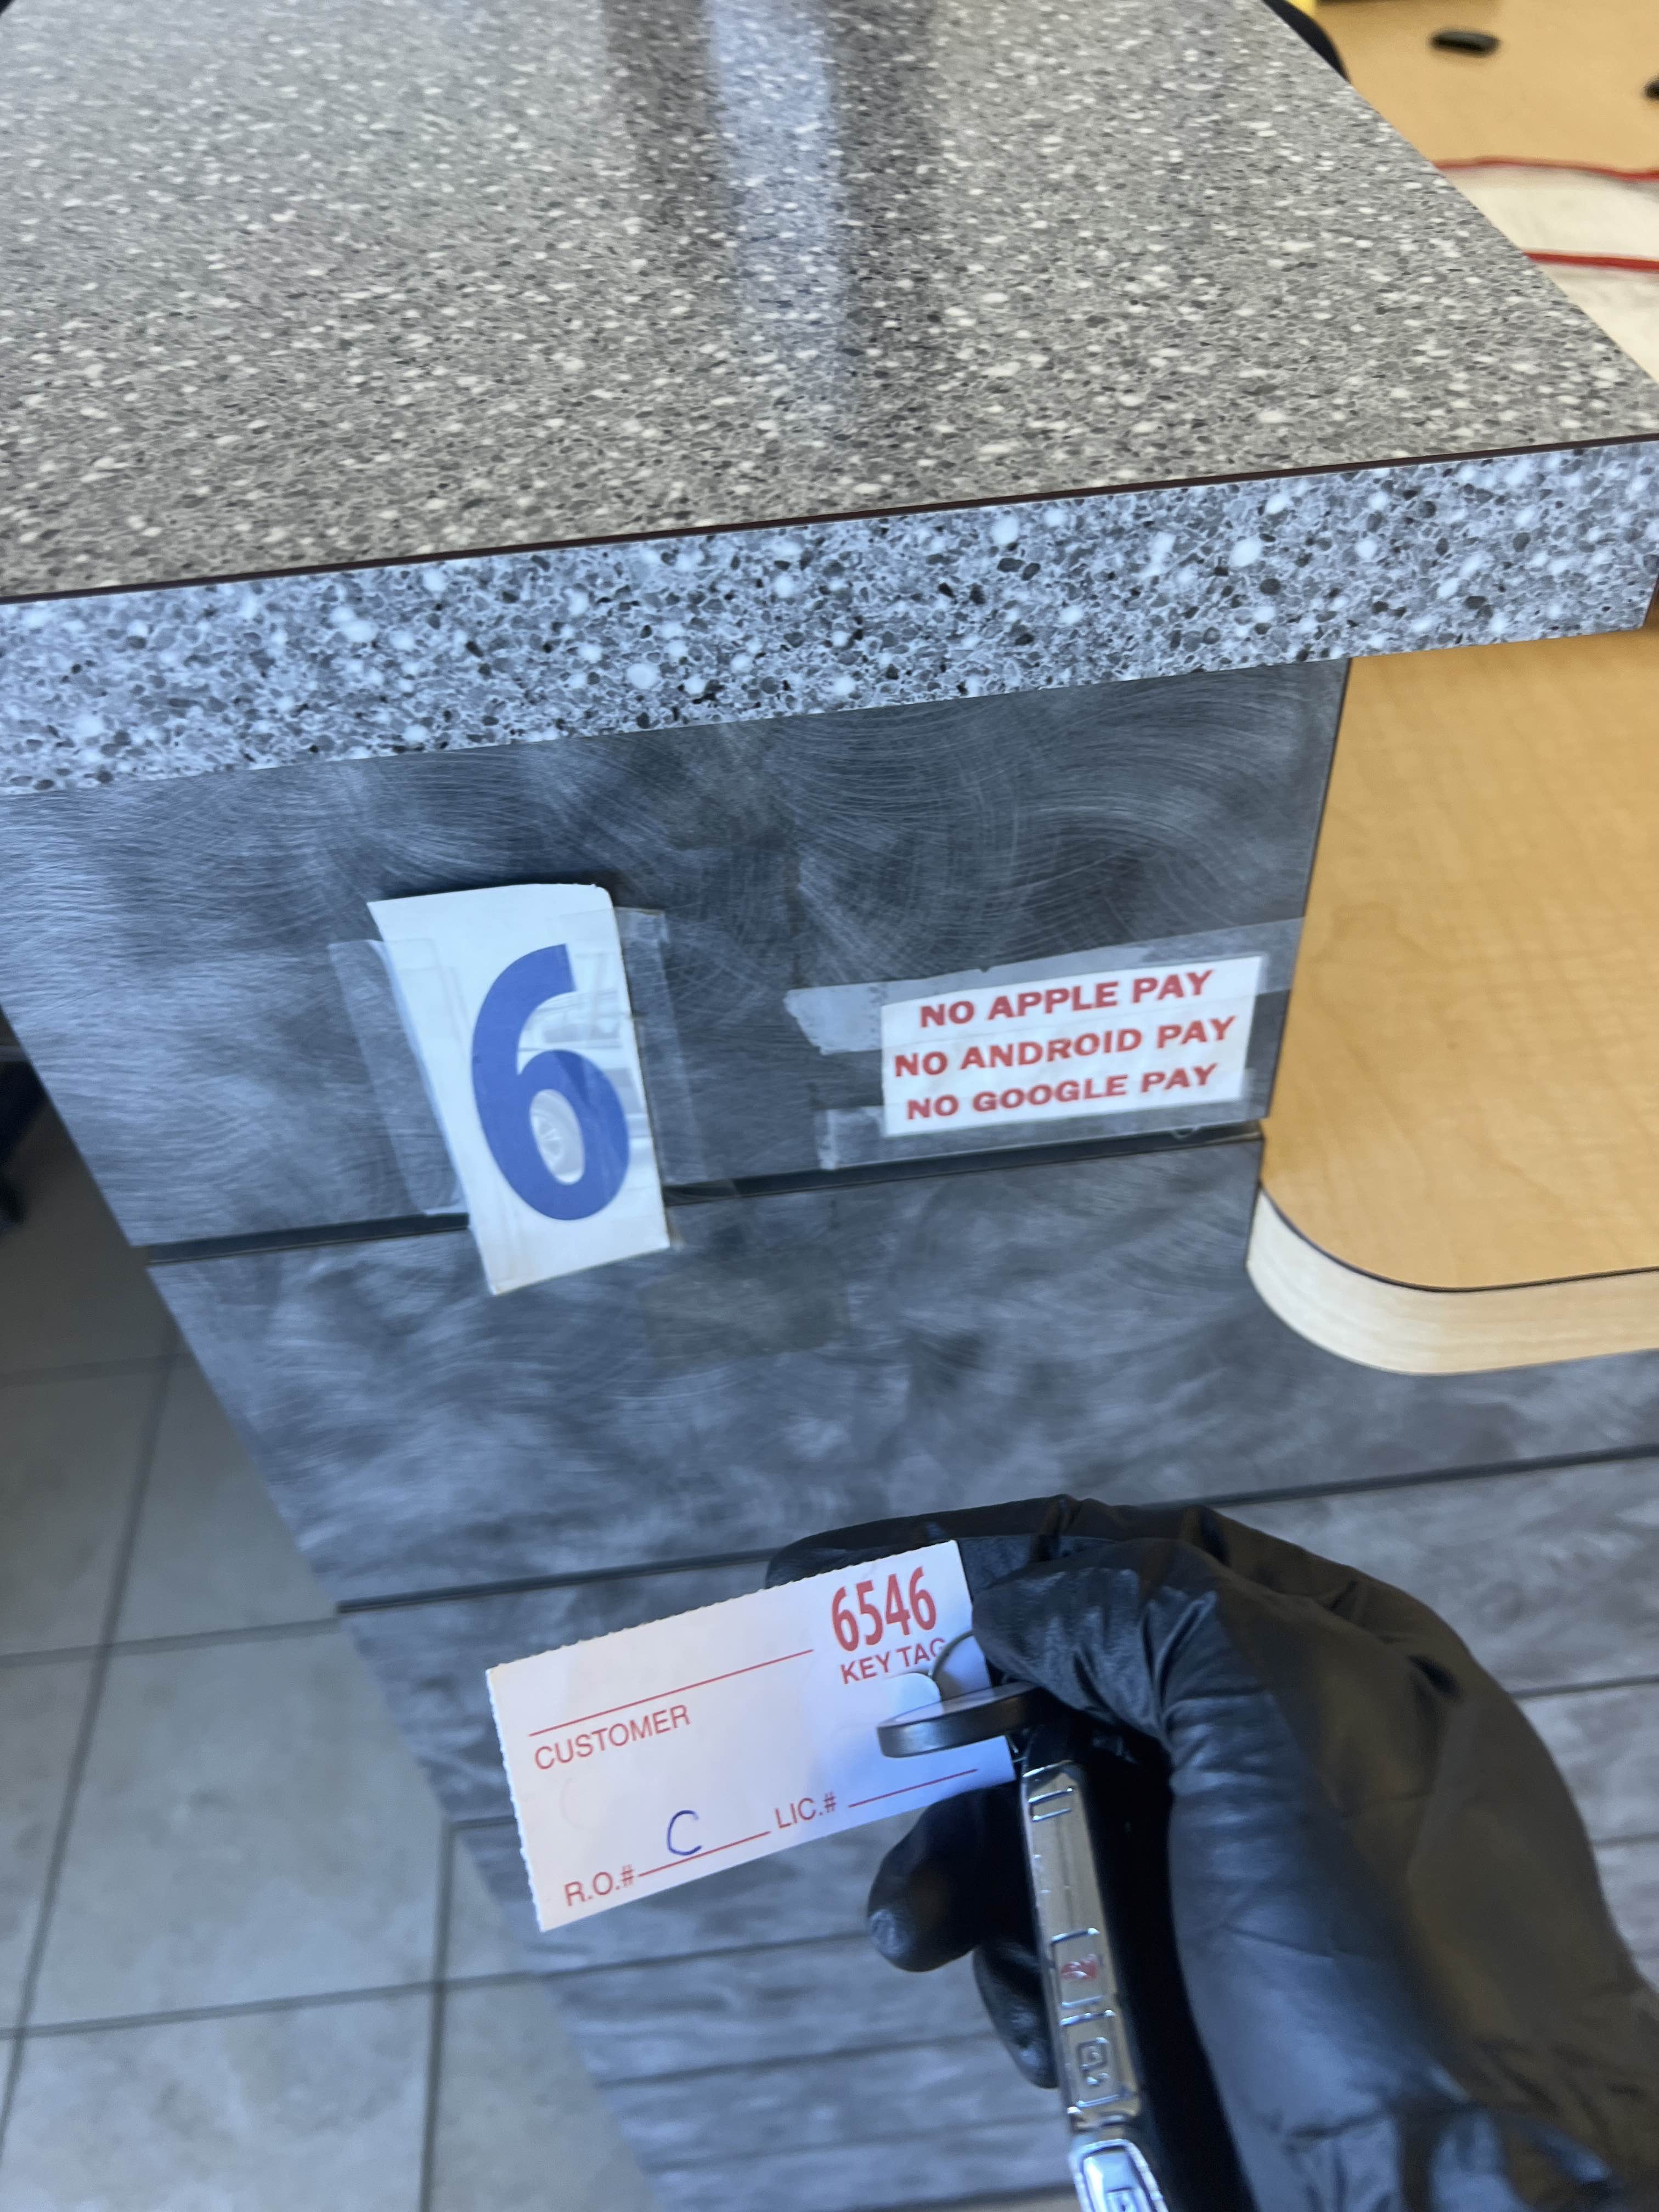 6
NO APPLE PAY
NO ANDROID PAY
NO GOOGLE PAY
6546
KEY TAG
CUSTOMER
R.O.# C LIC.#